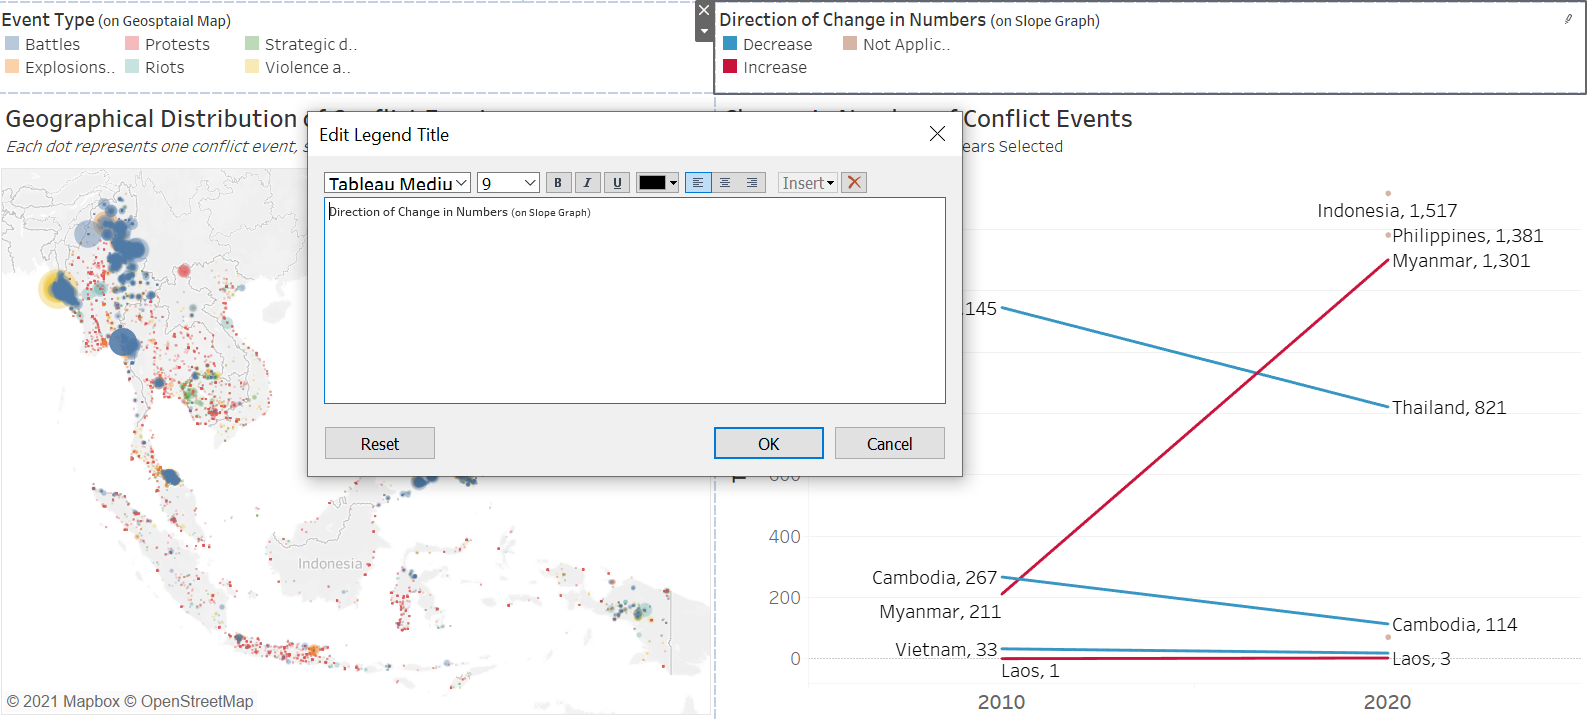 Event Type (on Geosptaial Map)
Battles
Protests
Strategic d..
Explosions..
Riots
Violence a..
Direction of Change in Numbers (on Slope Graph)
Decrease
Not Applic..
Increase
Geographical Distribution
Each dot represents one conflict event,
Conflict Events
ears Selected
Edit Legend Title
Tableau Mediu
9
B I U
Insert
Direction of Change in Numbers (on Slope Graph)
Reset
OK
Cancel
Indonesia
© 2021 Mapbox © OpenStreetMap
Indonesia, 1,517
Philippines, 1,381
Myanmar, 1,301
145
Thailand, 821
400
Cambodia, 267
200
Myanmar, 211
Cambodia, 114
Vietnam, 33
0
Laos, 3
Laos, 1
2010
2020